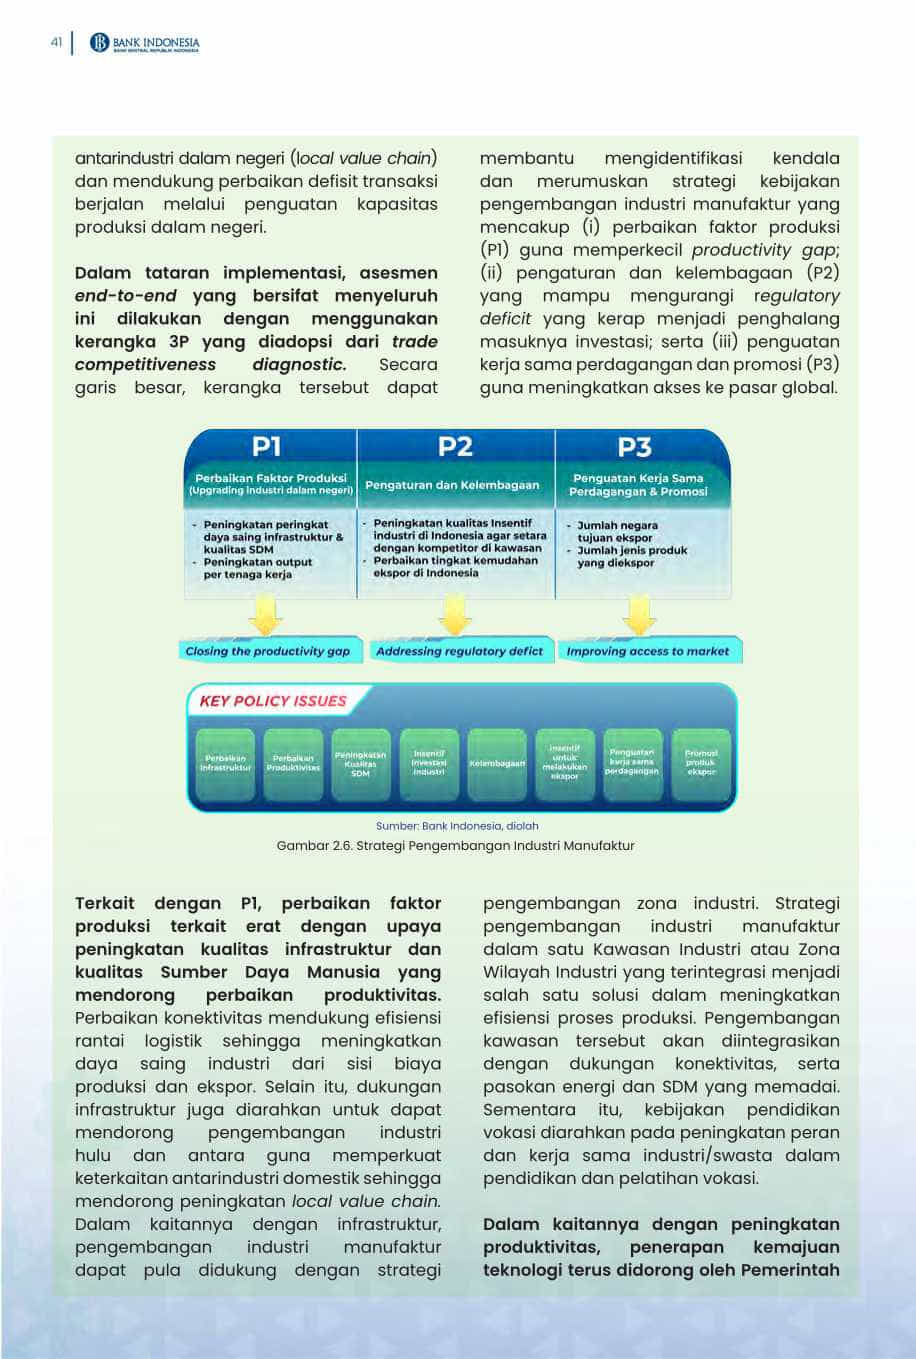 41
BANK INDONESIA
BANK SENTRAL REPUBLIK INDONESIA
antarindustri dalam negeri (local value chain)
dan mendukung perbaikan defisit transaksi
berjalan melalui penguatan kapasitas
produksi dalam negeri.
Dalam tataran implementasi, asesmen
end-to-end yang bersifat menyeluruh
ini dilakukan dengan menggunakan
kerangka 3P yang diadopsi dari trade
competitiveness diagnostic. Secara
garis besar, kerangka tersebut dapat
membantu mengidentifikasi kendala
dan merumuskan strategi kebijakan
pengembangan industri manufaktur yang
mencakup (i) perbaikan faktor produksi
(P1) guna memperkecil productivity gap;
(ii) pengaturan dan kelembagaan (P2)
yang mampu mengurangi regulatory
deficit yang kerap menjadi penghalang
masuknya investasi; serta (iii) penguatan
kerja sama perdagangan dan promosi (P3)
guna meningkatkan akses ke pasar global.
P1
Perbaikan Faktor Produksi
(Upgrading industri dalam negeri)
- Peningkatan peringkat
daya saing infrastruktur &
kualitas SDM
- Peningkatan output
per tenaga kerja
Closing the productivity gap
P2
Pengaturan dan Kelembagaan
- Peningkatan kualitas Insentif
industri di Indonesia agar setara
dengan kompetitor di kawasan
- Perbaikan tingkat kemudahan
ekspor di Indonesia
Addressing regulatory defict
P3
Penguatan Kerja Sama
Perdagangan & Promosi
- Jumlah negara
tujuan ekspor
- Jumlah jenis produk
yang diekspor
Improving access to market
KEY POLICY ISSUES
Perbaikan
Infrastruktur
Perbaikan
Produktivitas
Peningkatan
Kualitas
SDM
Insentif
Investasi
Industri
Kelembagaan
Insentif
untuk
melakukan
ekspor
Penguatan
kerja sama
perdagangan
Promosi
produk
ekspor
Sumber: Bank Indonesia, diolah
Gambar 2.6. Strategi Pengembangan Industri Manufaktur
Terkait dengan P1, perbaikan faktor
produksi terkait erat dengan upaya
peningkatan kualitas infrastruktur dan
kualitas Sumber Daya Manusia yang
mendorong perbaikan produktivitas.
Perbaikan konektivitas mendukung efisiensi
rantai logistik sehingga meningkatkan
daya saing industri dari sisi biaya
produksi dan ekspor. Selain itu, dukungan
infrastruktur juga diarahkan untuk dapat
mendorong pengembangan industri
hulu dan antara guna memperkuat
keterkaitan antarindustri domestik sehingga
mendorong peningkatan local value chain.
Dalam kaitannya dengan infrastruktur,
pengembangan industri manufaktur
dapat pula didukung dengan strategi
pengembangan zona industri. Strategi
pengembangan industri manufaktur
dalam satu Kawasan Industri atau Zona
Wilayah Industri yang terintegrasi menjadi
salah satu solusi dalam meningkatkan
efisiensi proses produksi. Pengembangan
kawasan tersebut akan diintegrasikan
dengan dukungan konektivitas, serta
pasokan energi dan SDM yang memadai.
Sementara itu, kebijakan pendidikan
vokasi diarahkan pada peningkatan peran
dan kerja sama industri/swasta dalam
pendidikan dan pelatihan vokasi.
Dalam kaitannya dengan peningkatan
produktivitas, penerapan kemajuan
teknologi terus didorong oleh Pemerintah